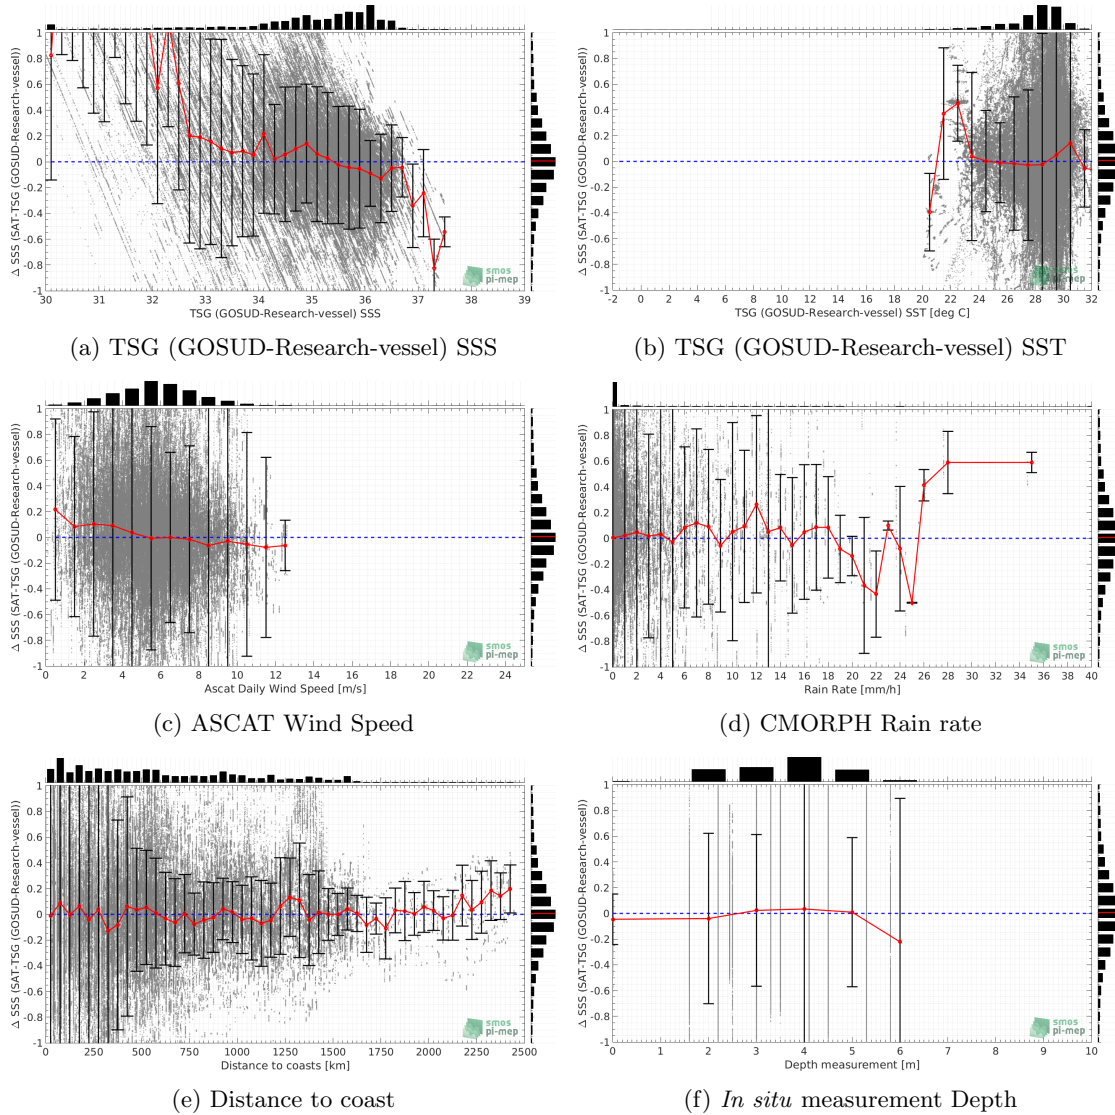 Δ SSS (SAT-TSG (GOSUD-Research-vessel))
1
0.8
0.6
0.4
0.2
0
-0.2
-0.4
-0.6
-0.8
-1
30 31 32 33 34 35 36 37 38 39
TSG (GOSUD-Research-vessel) SSS
smos
pi-mep
(a) TSG (GOSUD-Research-vessel) SSS
Δ SSS (SAT-TSG (GOSUD-Research-vessel))
1
0.8
0.6
0.4
0.2
0
-0.2
-0.4
-0.6
-0.8
-1
-2 0 2 4 6 8 10 12 14 16 18 20 22 24 26 28 30 32
TSG (GOSUD-Research-vessel) SST [deg C]
smos
pi-mep
(b) TSG (GOSUD-Research-vessel) SST
Δ SSS (SAT-TSG (GOSUD-Research-vessel))
1
0.8
0.6
0.4
0.2
0
-0.2
-0.4
-0.6
-0.8
-1
0 2 4 6 8 10 12 14 16 18 20 22 24
Ascat Daily Wind Speed [m/s]
smos
pi-mep
(c) ASCAT Wind Speed
Δ SSS (SAT-TSG (GOSUD-Research-vessel))
1
0.8
0.6
0.4
0.2
0
-0.2
-0.4
-0.6
-0.8
-1
0 2 4 6 8 10 12 14 16 18 20 22 24 26 28 30 32 34 36 38 40
Rain Rate [mm/h]
smos
pi-mep
(d) CMORPH Rain rate
Δ SSS (SAT-TSG (GOSUD-Research-vessel))
1
0.8
0.6
0.4
0.2
0
-0.2
-0.4
-0.6
-0.8
-1
0 250 500 750 1000 1250 1500 1750 2000 2250 2500
Distance to coasts [km]
smos
pi-mep
(e) Distance to coast
Δ SSS (SAT-TSG (GOSUD-Research-vessel))
1
0.8
0.6
0.4
0.2
0
-0.2
-0.4
-0.6
-0.8
-1
0 1 2 3 4 5 6 7 8 9 10
Depth measurement [m]
smos
pi-mep
(f) In situ measurement Depth